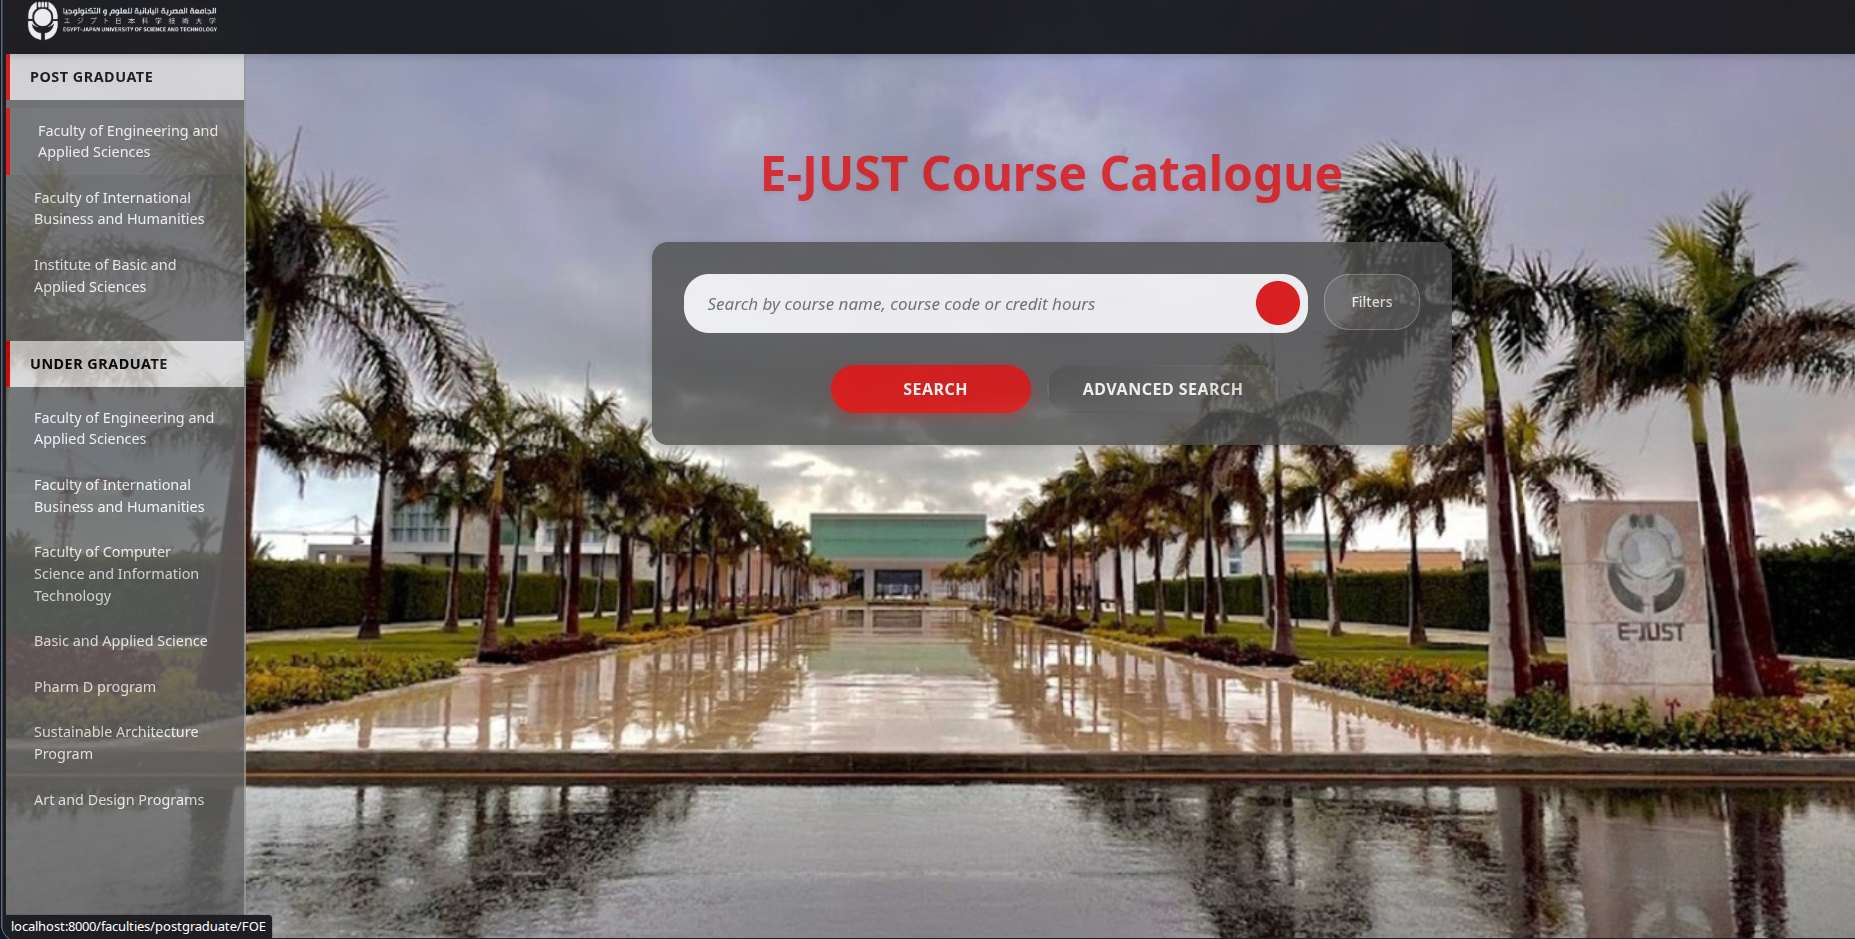 الجامعة المصرية اليابانية للعلوم و التكنولوجيا
エジプト日本科学技術大学
EGYPT-JAPAN UNIVERSITY OF SCIENCE AND TECHNOLOGY
POST GRADUATE
Faculty of Engineering and
Applied Sciences
Faculty of International
Business and Humanities
Institute of Basic and
Applied Sciences
UNDER GRADUATE
Faculty of Engineering and
Applied Sciences
Faculty of International
Business and Humanities
Faculty of Computer
Science and Information
Technology
Basic and Applied Science
Pharm D program
Sustainable Architecture
Program
Art and Design Programs
localhost:8000/faculties/postgraduate/FOE
E-JUST Course Catalogue
Search by course name, course code or credit hours
Filters
SEARCH
ADVANCED SEARCH
E-JUST